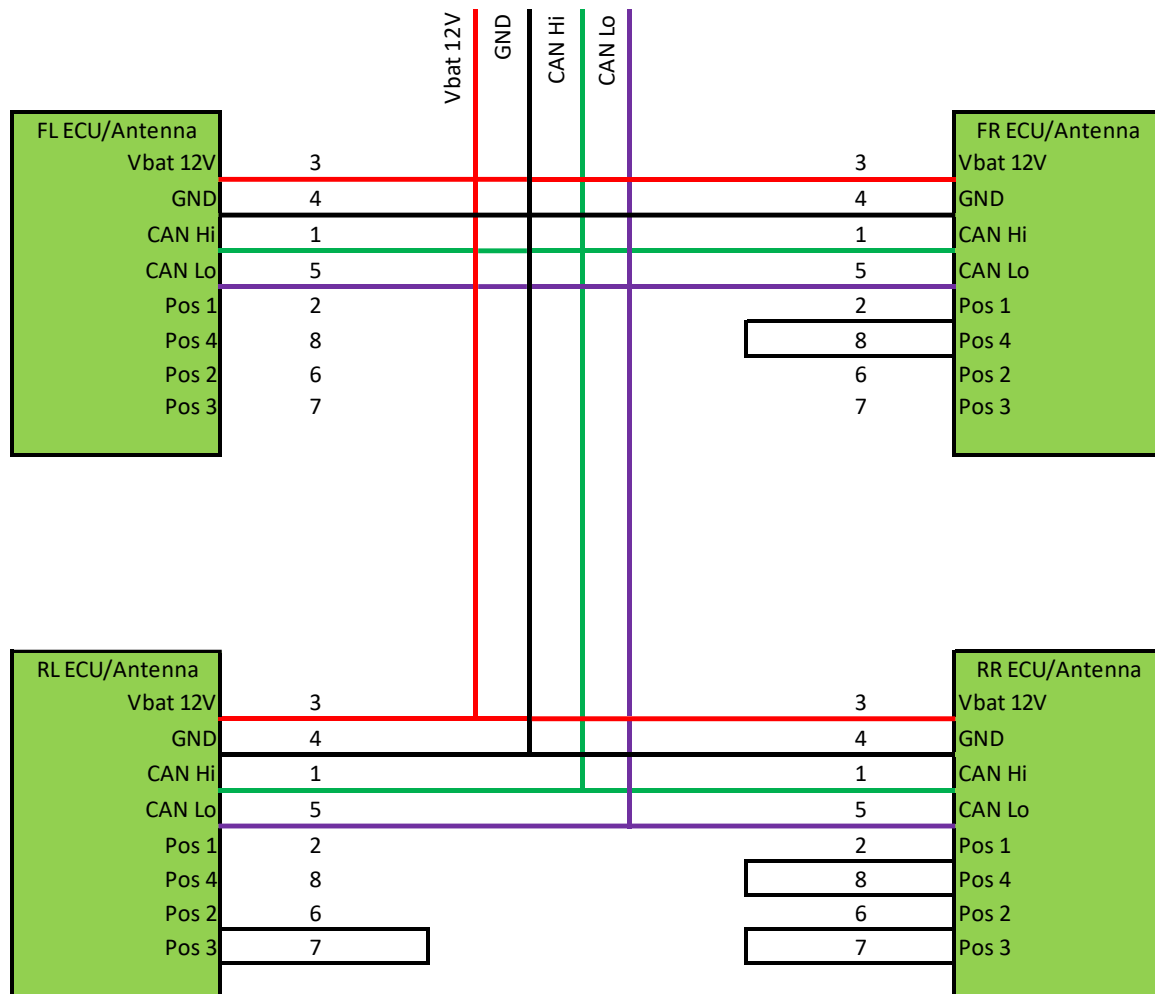 Vbat 12V
GND
CAN Hi
CAN Lo
FL ECU/Antenna
Vbat 12V 3
GND 4
CAN Hi 1
CAN Lo 5
Pos 1 2
Pos 4 8
Pos 2 6
Pos 3 7
FR ECU/Antenna
3 Vbat 12V
4 GND
1 CAN Hi
5 CAN Lo
2 Pos 1
8 Pos 4
6 Pos 2
7 Pos 3
RL ECU/Antenna
Vbat 12V 3
GND 4
CAN Hi 1
CAN Lo 5
Pos 1 2
Pos 4 8
Pos 2 6
Pos 3 7
RR ECU/Antenna
3 Vbat 12V
4 GND
1 CAN Hi
5 CAN Lo
2 Pos 1
8 Pos 4
6 Pos 2
7 Pos 3